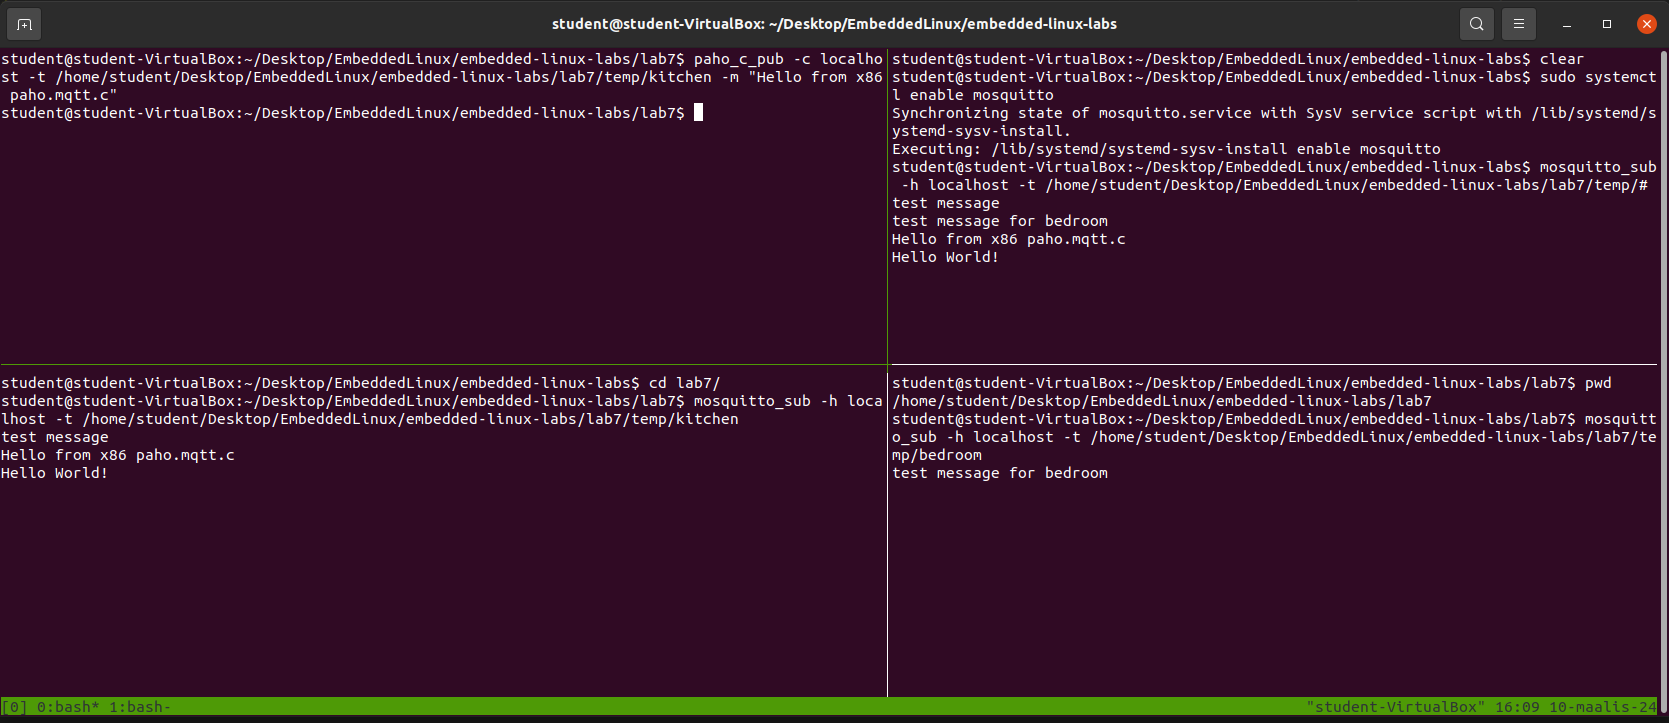 student@student-VirtualBox: ~/Desktop/EmbeddedLinux/embedded-linux-labs
student@student-VirtualBox:~/Desktop/EmbeddedLinux/embedded-linux-labs/lab7$ paho_c_pub -c localho
st -t /home/student/Desktop/EmbeddedLinux/embedded-linux-labs/lab7/temp/kitchen -m "Hello from x86
 paho.mqtt.c"
student@student-VirtualBox:~/Desktop/EmbeddedLinux/embedded-linux-labs/lab7$
student@student-VirtualBox:~/Desktop/EmbeddedLinux/embedded-linux-labs$ clear
student@student-VirtualBox:~/Desktop/EmbeddedLinux/embedded-linux-labs$ sudo systemct
l enable mosquitto
Synchronizing state of mosquitto.service with SysV service script with /lib/systemd/s
ystemd-sysv-install.
Executing: /lib/systemd/systemd-sysv-install enable mosquitto
student@student-VirtualBox:~/Desktop/EmbeddedLinux/embedded-linux-labs$ mosquitto_sub
 -h localhost -t /home/student/Desktop/EmbeddedLinux/embedded-linux-labs/lab7/temp/#
test message
test message for bedroom
Hello from x86 paho.mqtt.c
Hello World!
student@student-VirtualBox:~/Desktop/EmbeddedLinux/embedded-linux-labs$ cd lab7/
student@student-VirtualBox:~/Desktop/EmbeddedLinux/embedded-linux-labs/lab7$ mosquitto_sub -h loca
lhost -t /home/student/Desktop/EmbeddedLinux/embedded-linux-labs/lab7/temp/kitchen
test message
Hello from x86 paho.mqtt.c
Hello World!
student@student-VirtualBox:~/Desktop/EmbeddedLinux/embedded-linux-labs/lab7$ pwd
/home/student/Desktop/EmbeddedLinux/embedded-linux-labs/lab7
student@student-VirtualBox:~/Desktop/EmbeddedLinux/embedded-linux-labs/lab7$ mosquitt
o_sub -h localhost -t /home/student/Desktop/EmbeddedLinux/embedded-linux-labs/lab7/te
mp/bedroom
test message for bedroom
[0] 0:bash* 1:bash- "student-VirtualBox" 16:09 10-maalis-24